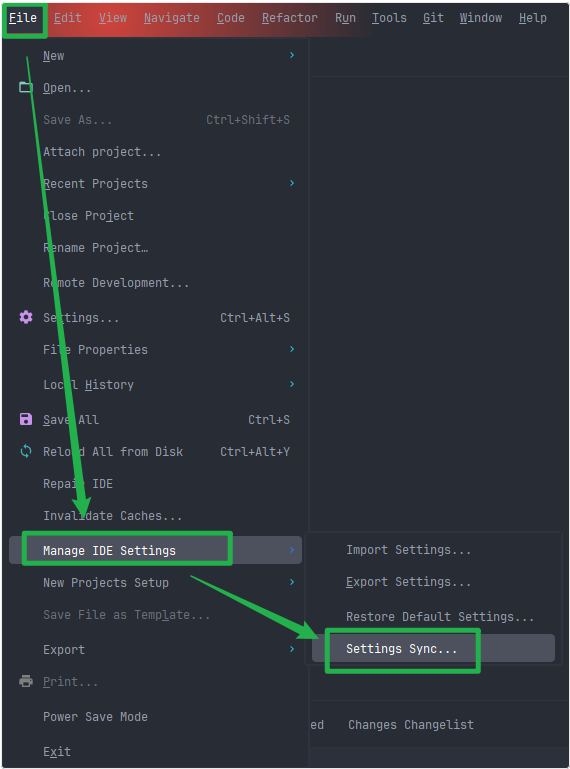 File Edit View Navigate Code Refactor Run Tools Git Window Help
New
Open...
Save As... Ctrl+Shift+S
Attach project...
Recent Projects
Close Project
Rename Project…
Remote Development...
Settings... Ctrl+Alt+S
File Properties
Local History
Save All Ctrl+S
Reload All from Disk Ctrl+Alt+Y
Repair IDE
Invalidate Caches...
Manage IDE Settings
Import Settings...
New Projects Setup
Export Settings...
Save File as Template...
Restore Default Settings...
Export
Settings Sync...
Print...
Power Save Mode
ed Changes Changelist
Exit